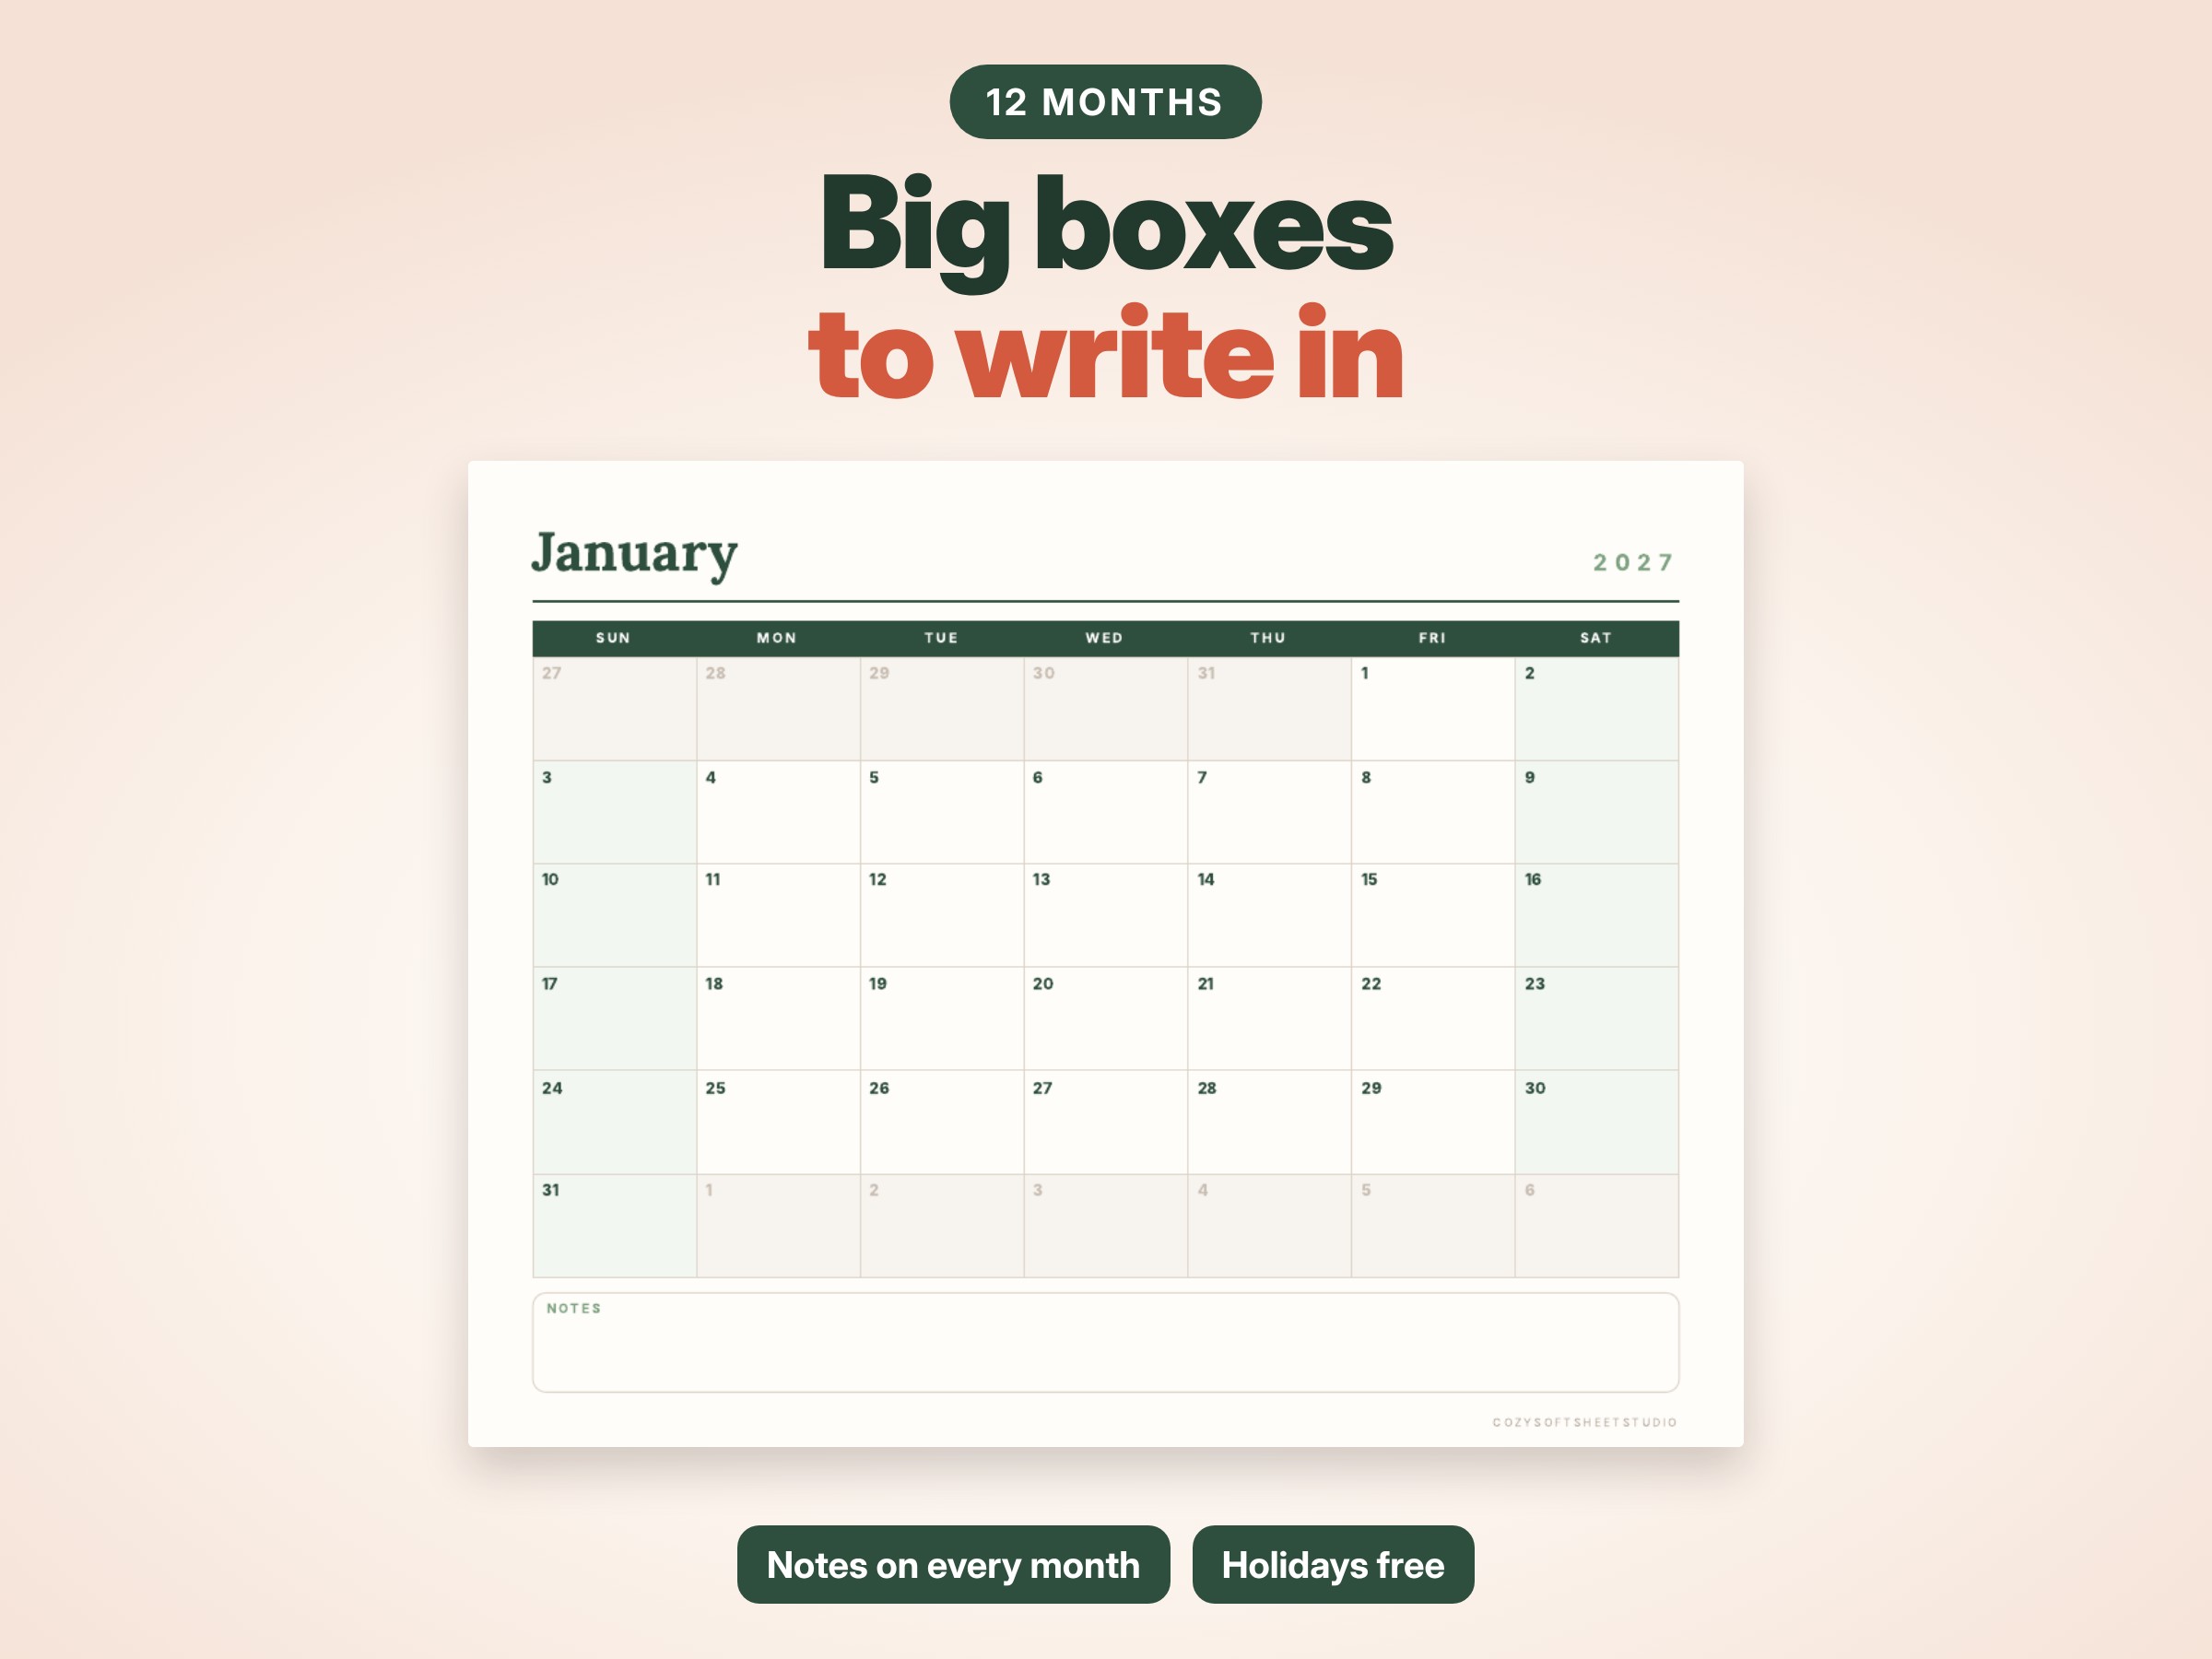 12 MONTHS
Big boxes
to write in
January 2027
SUN MON TUE WED THU FRI SAT
27 28 29 30 31 1 2
3 4 5 6 7 8 9
10 11 12 13 14 15 16
17 18 19 20 21 22 23
24 25 26 27 28 29 30
31 1 2 3 4 5 6
NOTES
COZYSOFTSHEETSTUDIO
Notes on every month Holidays free